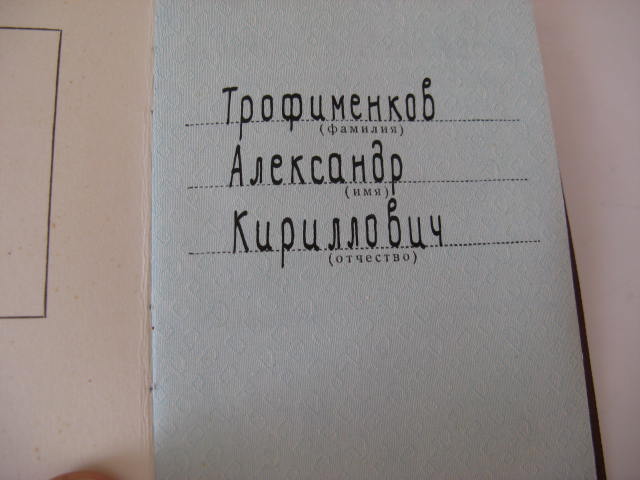 Трофименков
(фамилия)
Александр
(имя)
Кириллович
(отчество)